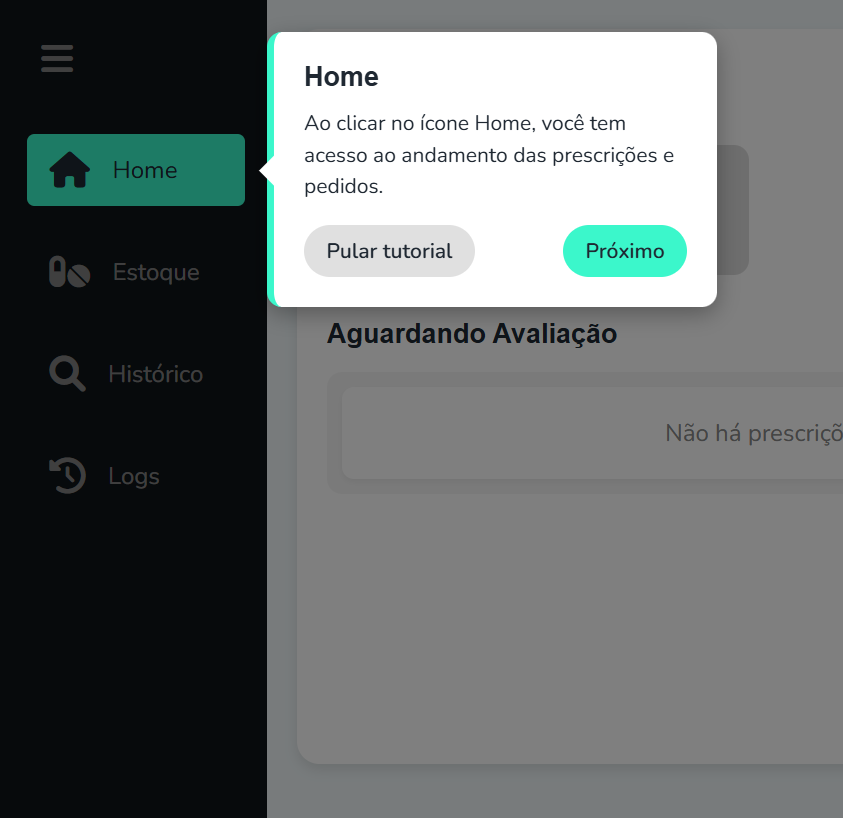 Home
Estoque
Histórico
Logs
Home
Ao clicar no ícone Home, você tem
acesso ao andamento das prescrições e
pedidos.
Pular tutorial
Próximo
Aguardando Avaliação
Não há prescriçõ